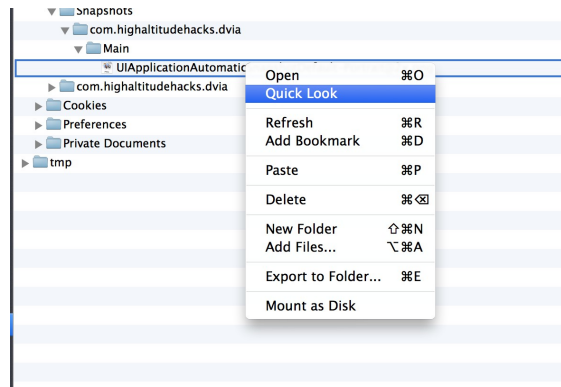 Snapshots
com.highaltitudehacks.dvia
Main
UIApplicationAutomatic
Open ⌘O
com.highaltitudehacks.dvia
Quick Look
Cookies
Preferences
Refresh ⌘R
Private Documents
Add Bookmark ⌘D
tmp
Paste ⌘P
Delete ⌘⌫
New Folder ⇧⌘N
Add Files... ⌥⌘A
Export to Folder... ⌘E
Mount as Disk